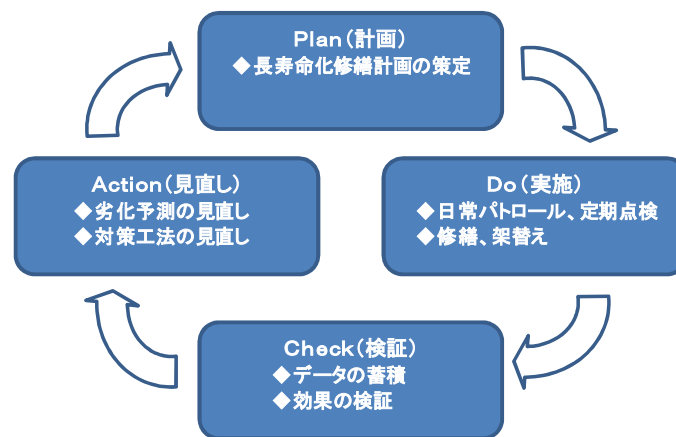 Plan（計画）
◆長寿命化修繕計画の策定
Action（見直し）
◆劣化予測の見直し
◆対策工法の見直し
Do（実施）
◆日常パトロール、定期点検
◆修繕、架替え
Check（検証）
◆データの蓄積
◆効果の検証